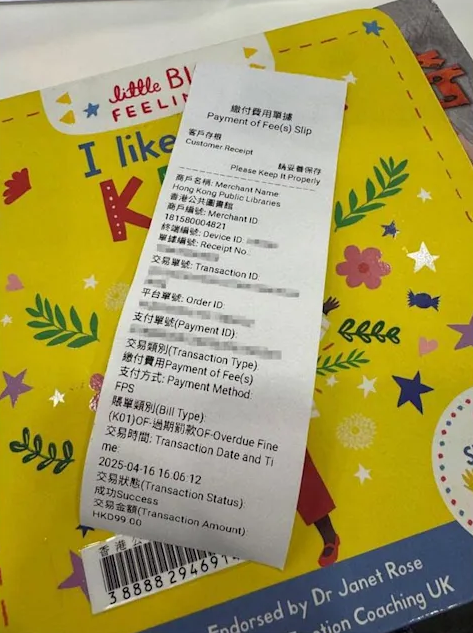 little BI
FEELIN
I like
K
繳付費用單據
Payment of Fee(s) Slip
客戶存根
請妥善保存
Customer Receipt
Please Keep It Properly
商戶名稱: Merchant Name
Hong Kong Public Libraries
香港公共圖書館
商戶編號: Merchant ID:
181580004821
終端編號: Device ID:
單據編號: Receipt No.
交易單號: Transaction ID:
平台單號: Order ID:
支付單號(Payment ID):
交易類別(Transaction Type)
繳付費用Payment of Fee(s)
支付方式: Payment Method:
FPS
賬單類別(Bill Type):
(K01)OF-過期罰款OF-Overdue Fine
交易時間: Transaction Date and Ti
me:
2025-04-16 16:06:12
交易狀態(Transaction Status):
成功Success
交易金額(Transaction Amount):
HKD99.00
香港
3 8888 29469
Endorsed by Dr Janet Rose
tion Coaching UK